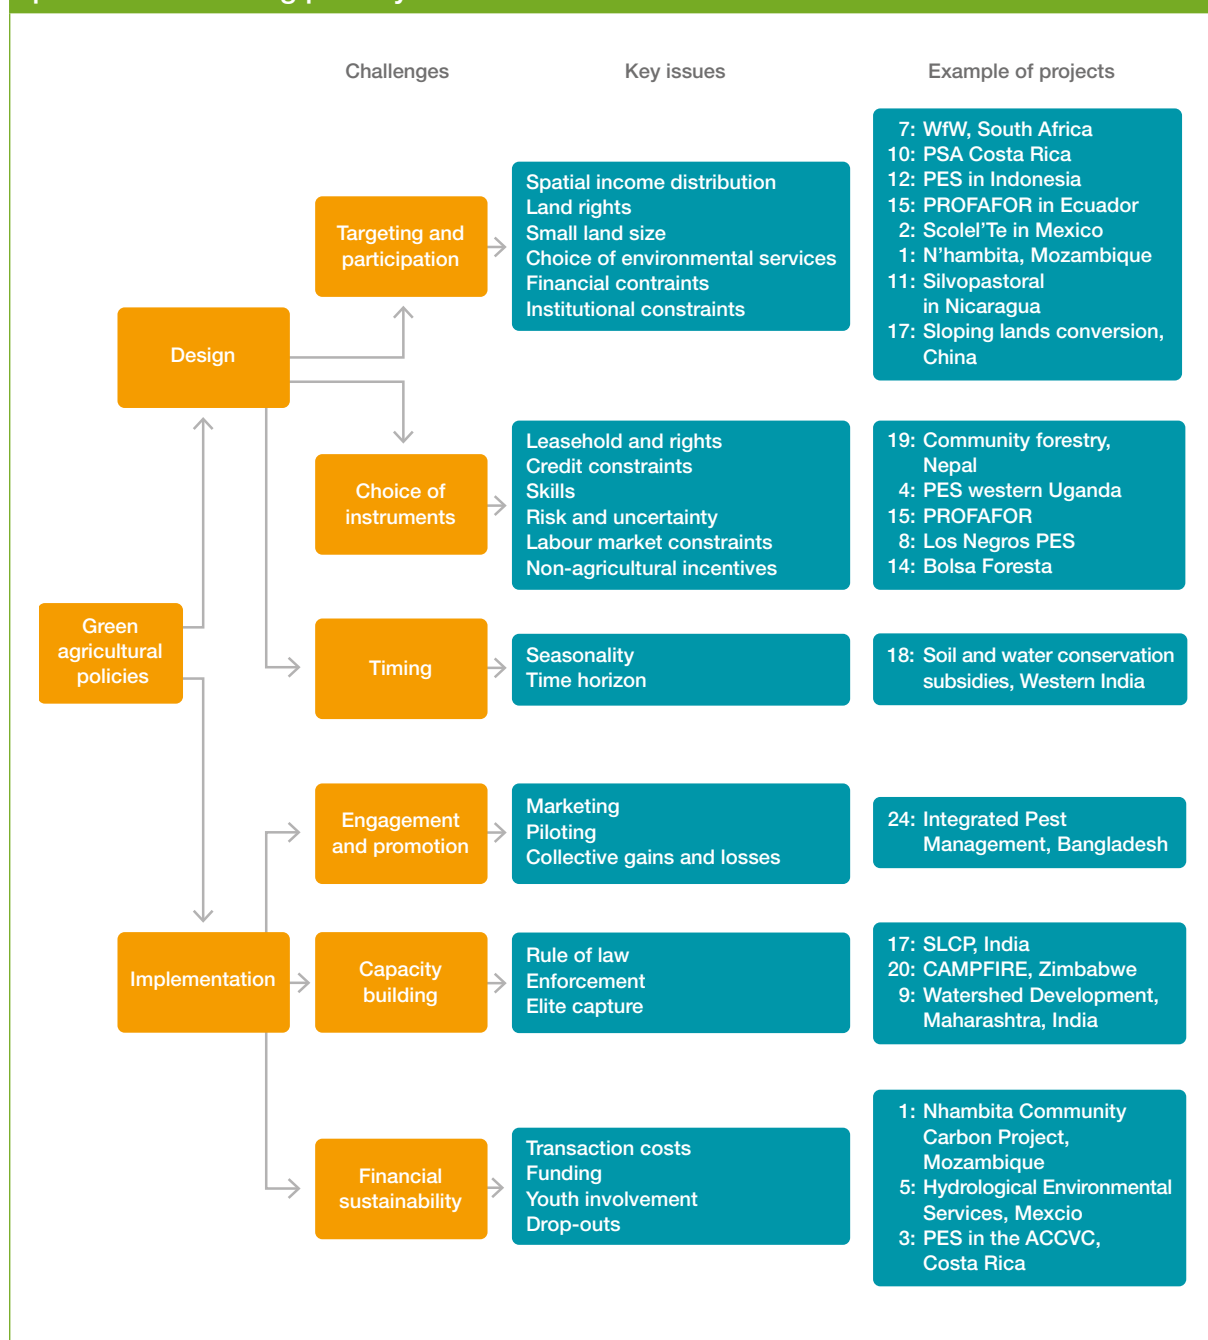 Challenges
Key issues
Example of projects
Green
agricultural
policies
Design
Targeting and
participation
Spatial income distribution
Land rights
Small land size
Choice of environmental services
Financial contraints
Institutional constraints
7: WfW, South Africa
10: PSA Costa Rica
12: PES in Indonesia
15: PROFAFOR in Ecuador
2: Scolel'Te in Mexico
1: N'hambita, Mozambique
11: Silvopastoral
in Nicaragua
17: Sloping lands conversion,
China
Choice of
instruments
Leasehold and rights
Credit constraints
Skills
Risk and uncertainty
Labour market constraints
Non-agricultural incentives
19: Community forestry,
Nepal
4: PES western Uganda
15: PROFAFOR
8: Los Negros PES
14: Bolsa Foresta
Timing
Seasonality
Time horizon
18: Soil and water conservation
subsidies, Western India
Implementation
Engagement
and promotion
Marketing
Piloting
Collective gains and losses
24: Integrated Pest
Management, Bangladesh
Capacity
building
Rule of law
Enforcement
Elite capture
17: SLCP, India
20: CAMPFIRE, Zimbabwe
9: Watershed Development,
Maharashtra, India
Financial
sustainability
Transaction costs
Funding
Youth involvement
Drop-outs
1: Nhambita Community
Carbon Project,
Mozambique
5: Hydrological Environmental
Services, Mexcio
3: PES in the ACCVC,
Costa Rica